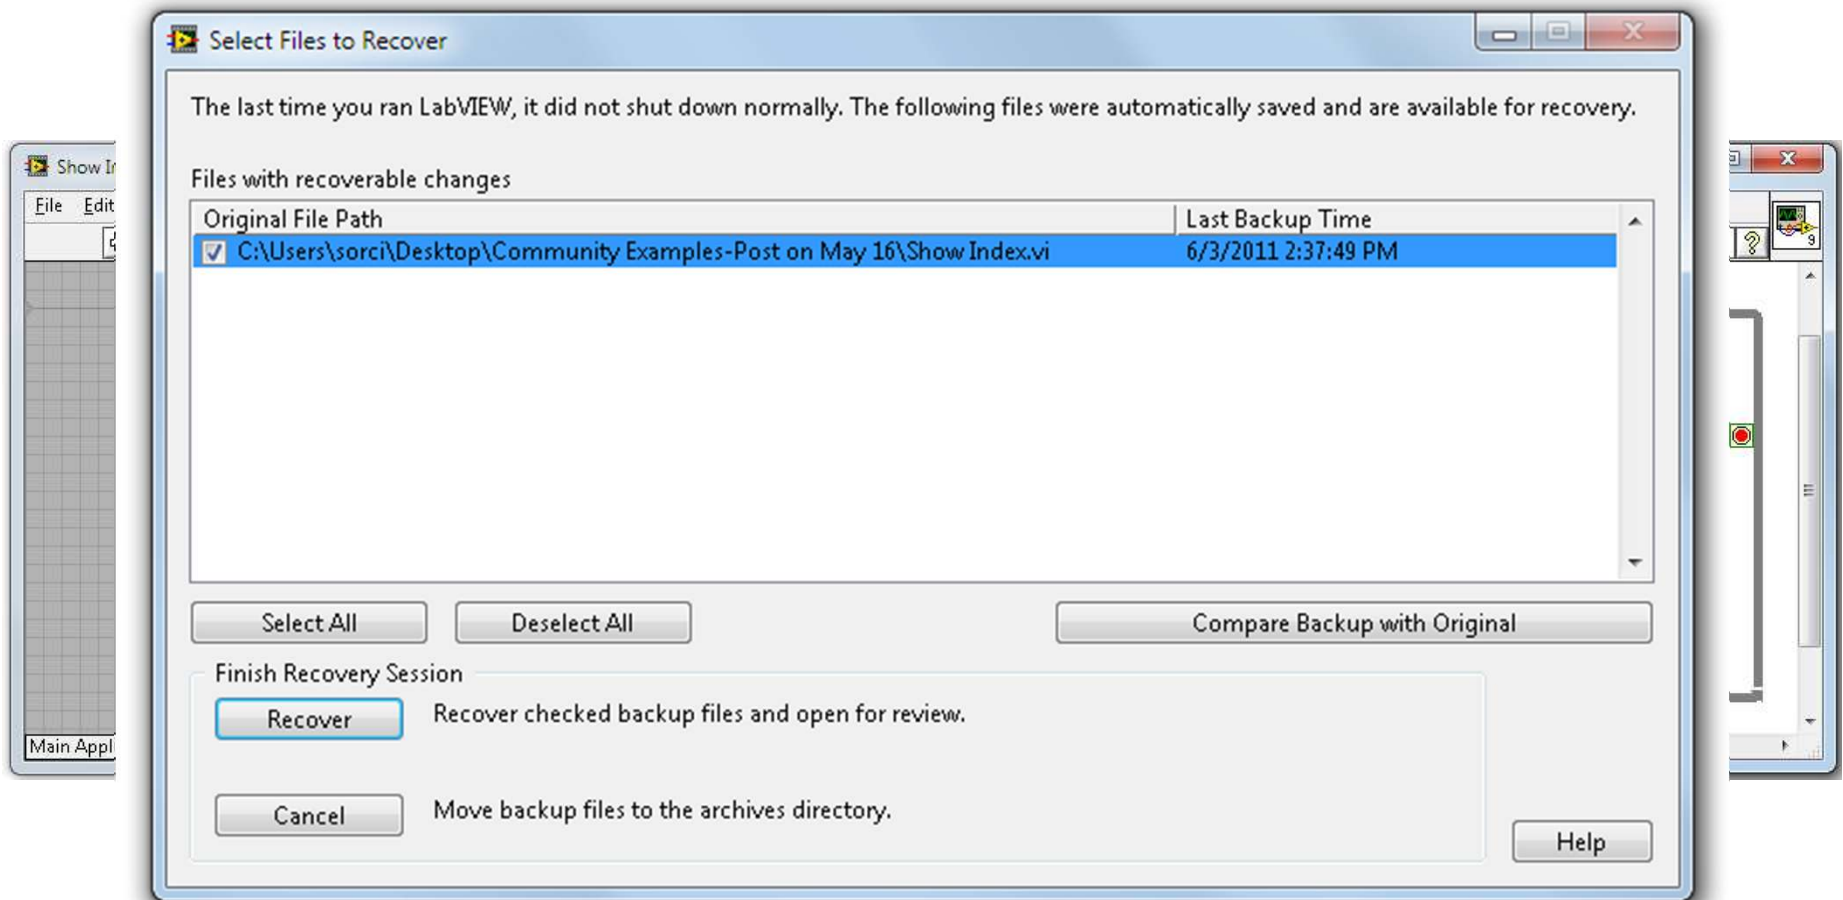 Select Files to Recover
The last time you ran LabVIEW, it did not shut down normally. The following files were automatically saved and are available for recovery.
Show
File Edit
Files with recoverable changes
Original File Path Last Backup Time
C:\Users\sorci\Desktop\Community Examples-Post on May 16\Show Index.vi 6/3/2011 2:37:49 PM
?
9
Select All Deselect All Compare Backup with Original
Finish Recovery Session
Recover Recover checked backup files and open for review.
Main Appl
Cancel Move backup files to the archives directory.
Help